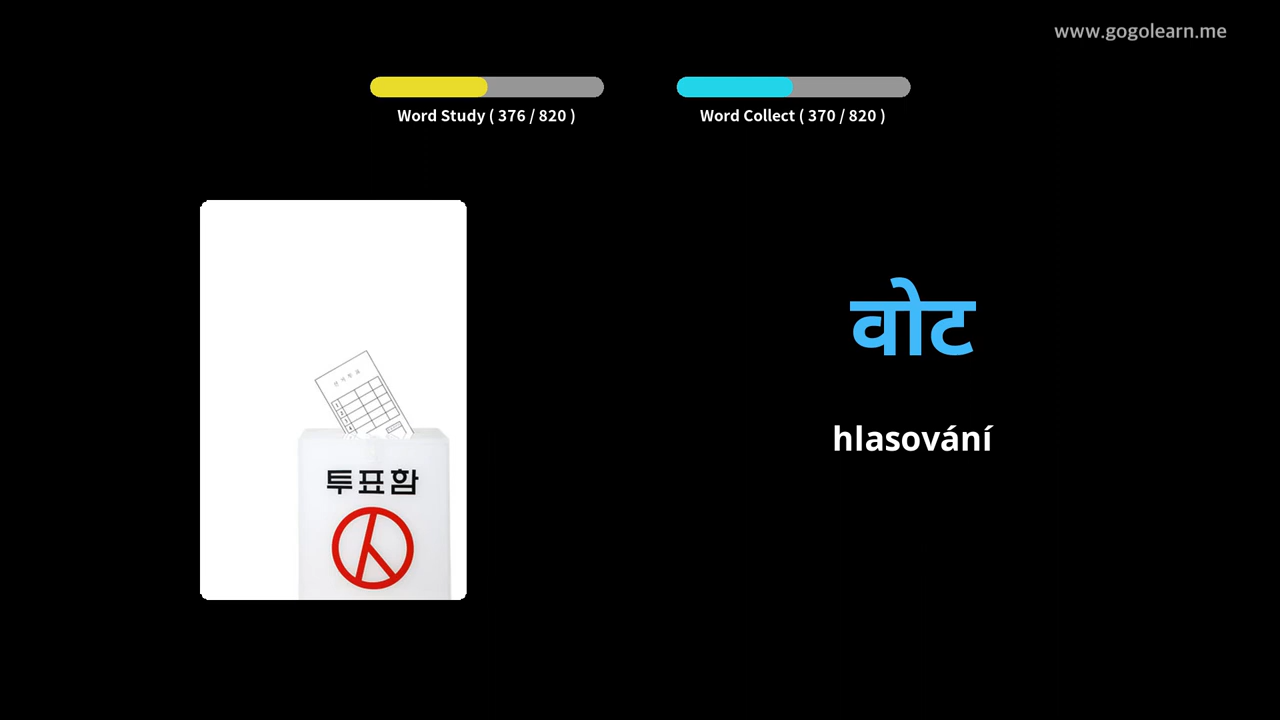 www.gogolearn.me
Word Study ( 376 / 820 )
Word Collect ( 370 / 820 )
वोट
hlasování
투표함